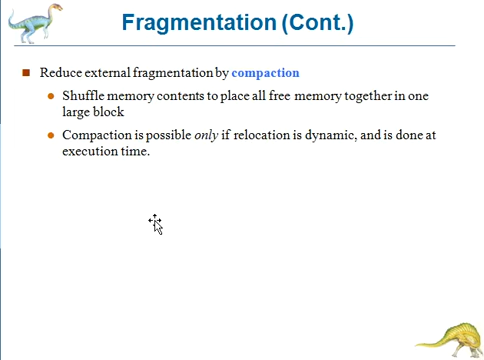 Fragmentation (Cont.)
Reduce external fragmentation by compaction
Shuffle memory contents to place all free memory together in one
large block
Compaction is possible only if relocation is dynamic, and is done at
execution time.